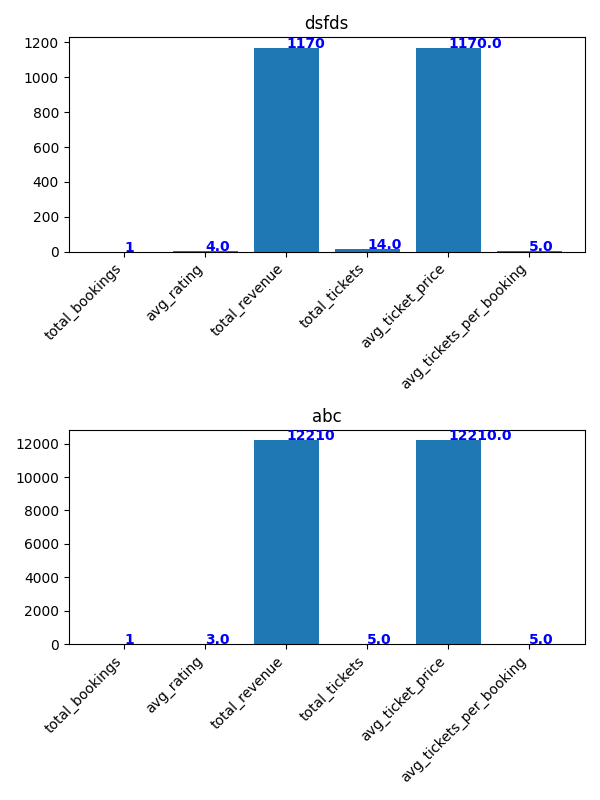 dsfds
1200
1000
800
600
400
200
0
1 4.0 1170 14.0 1170.0 5.0
total_bookings avg_rating total_revenue total_tickets avg_ticket_price avg_tickets_per_booking
abc
12000
10000
8000
6000
4000
2000
0
1 3.0 12210 5.0 12210.0 5.0
total_bookings avg_rating total_revenue total_tickets avg_ticket_price avg_tickets_per_booking